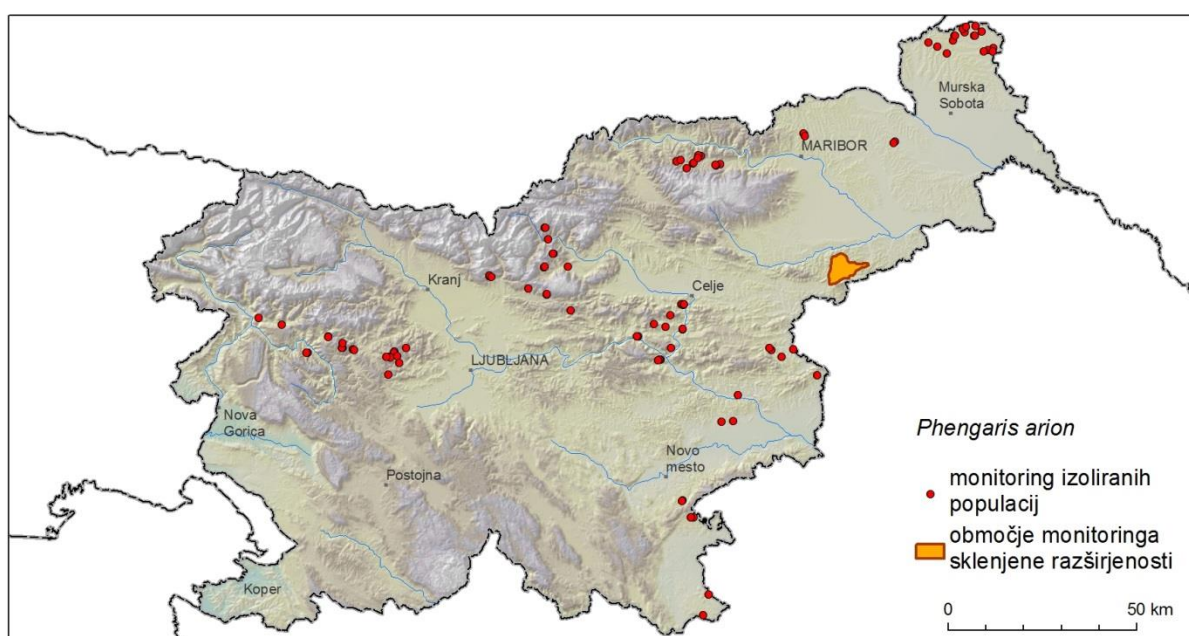 Murska
Sobota
MARIBOR
Kranj
Celje
LJUBLJANA
Nova
Gorica
Postojna
Novo
mesto
Koper
Phengaris arion
monitoring izoliranih
populacij
območje monitoringa
sklenjene razširjenosti
0 50 km